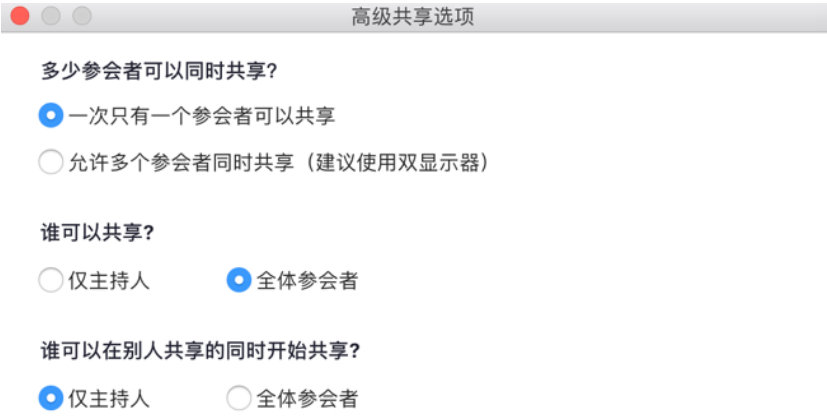 高级共享选项
多少参会者可以同时共享?
一次只有一个参会者可以共享
允许多个参会者同时共享（建议使用双显示器）
谁可以共享?
仅主持人 全体参会者
谁可以在别人共享的同时开始共享?
仅主持人 全体参会者